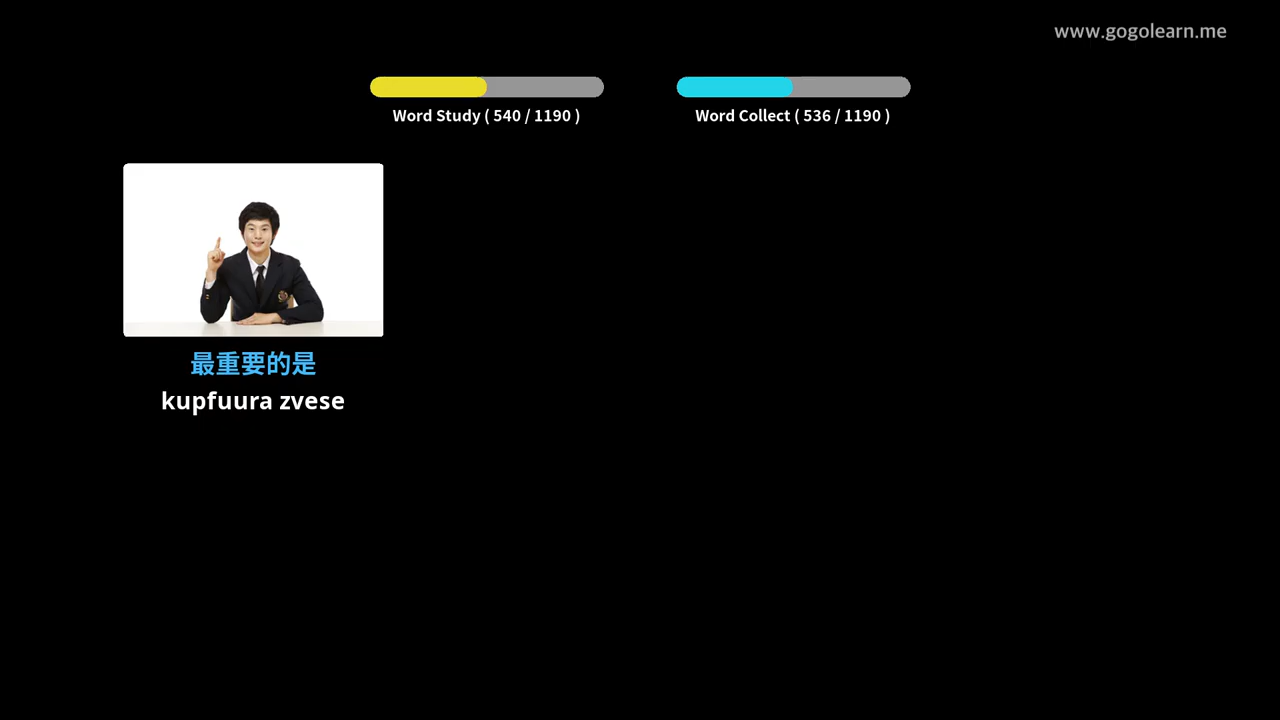 www.gogolearn.me
Word Study ( 540 / 1190 )
Word Collect ( 536 / 1190 )
最重要的是
kupfuura zvese